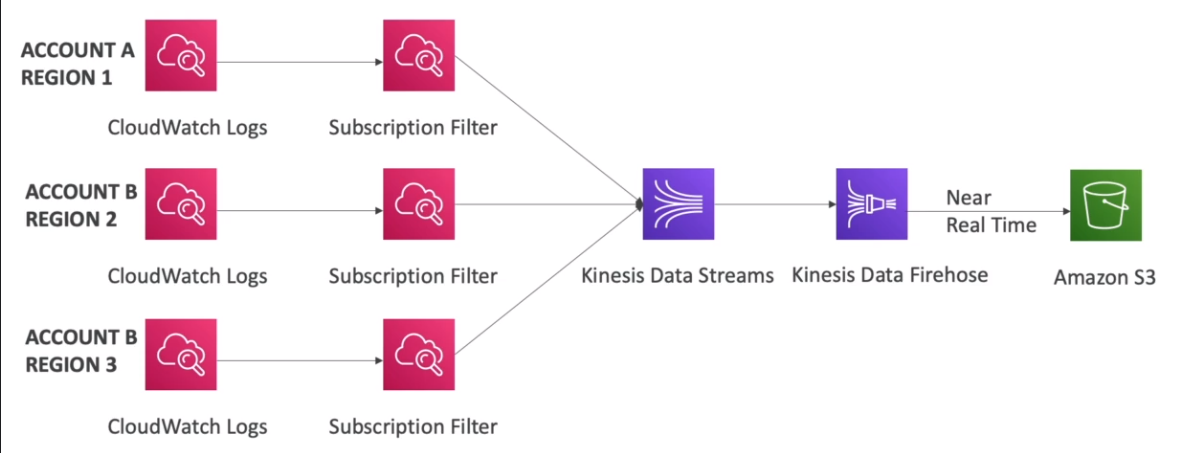 ACCOUNT A
REGION 1
CloudWatch Logs
Subscription Filter
ACCOUNT B
REGION 2
CloudWatch Logs
Subscription Filter
Kinesis Data Streams
Kinesis Data Firehose
Near
Real Time
Amazon S3
ACCOUNT B
REGION 3
CloudWatch Logs
Subscription Filter